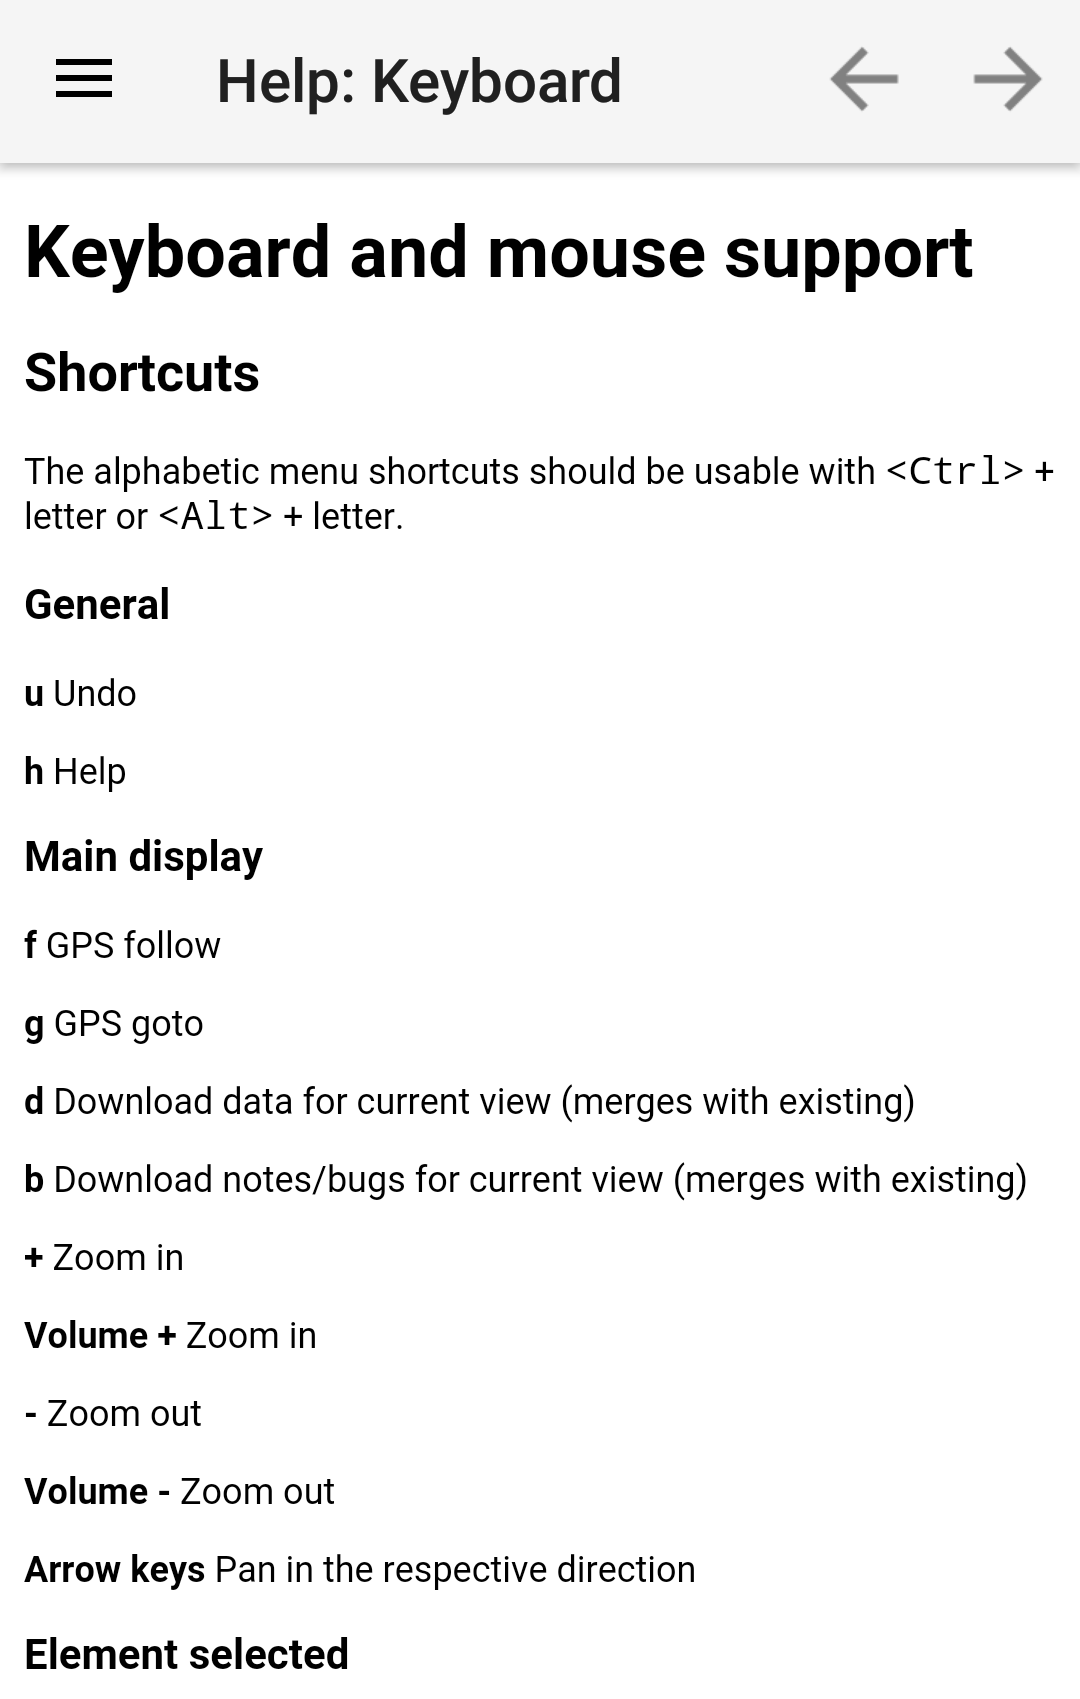 Help: Keyboard
Keyboard and mouse support
Shortcuts
The alphabetic menu shortcuts should be usable with <Ctrl> +
letter or <Alt> + letter.
General
u Undo
h Help
Main display
f GPS follow
g GPS goto
d Download data for current view (merges with existing)
b Download notes/bugs for current view (merges with existing)
+ Zoom in
Volume + Zoom in
- Zoom out
Volume - Zoom out
Arrow keys Pan in the respective direction
Element selected